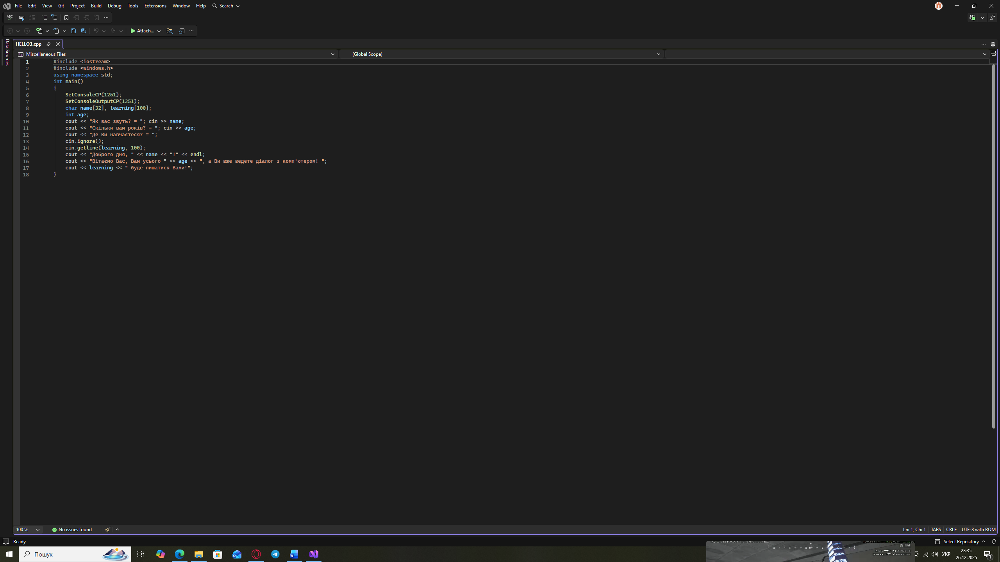 File Edit View Git Project Build Debug Tools Extensions Window Help Search
ABC
Attach...
Data Sources
HELLO3.cpp
Miscellaneous Files (Global Scope)
1 #include <iostream>
2 #include <windows.h>
3 using namespace std;
4 int main()
5 {
6 SetConsoleCP(1251);
7 SetConsoleOutputCP(1251);
8 char name[32], learning[100];
9 int age;
10 cout << "Як вас звуть? = "; cin >> name;
11 cout << "Скільки вам років? = "; cin >> age;
12 cout << "Де Ви навчаєтеся? = ";
13 cin.ignore();
14 cin.getline(learning, 100);
15 cout << "Доброго дня, " << name << "!" << endl;
16 cout << "Вітаємо Вас, Вам усього " << age << ", а Ви вже ведете діалог з комп'ютером! ";
17 cout << learning << " буде пишатися Вами!";
18 }
100 % No issues found Ln: 1, Ch: 1 TABS CRLF UTF-8 with BOM
Ready Select Repository
ALIVE
Пошук УКР 23:35
26.12.2025
1